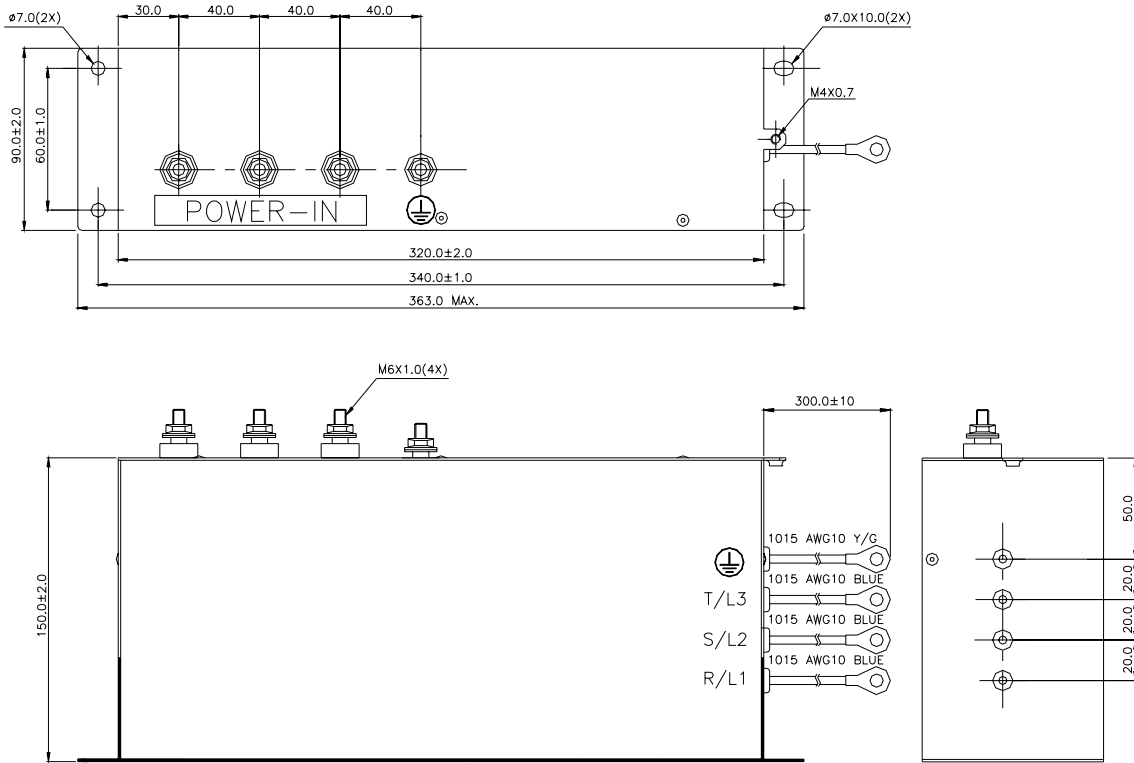 ø7.0(2X)
30.0
40.0
40.0
40.0
ø7.0X10.0(2X)
M4X0.7
90.0±2.0
60.0±1.0
POWER-IN
320.0±2.0
340.0±1.0
363.0 MAX.
M6X1.0(4X)
300.0±10
150.0±2.0
1015 AWG10 Y/G
1015 AWG10 BLUE
T/L3
1015 AWG10 BLUE
S/L2
1015 AWG10 BLUE
R/L1
50.0
20.0
20.0
20.0